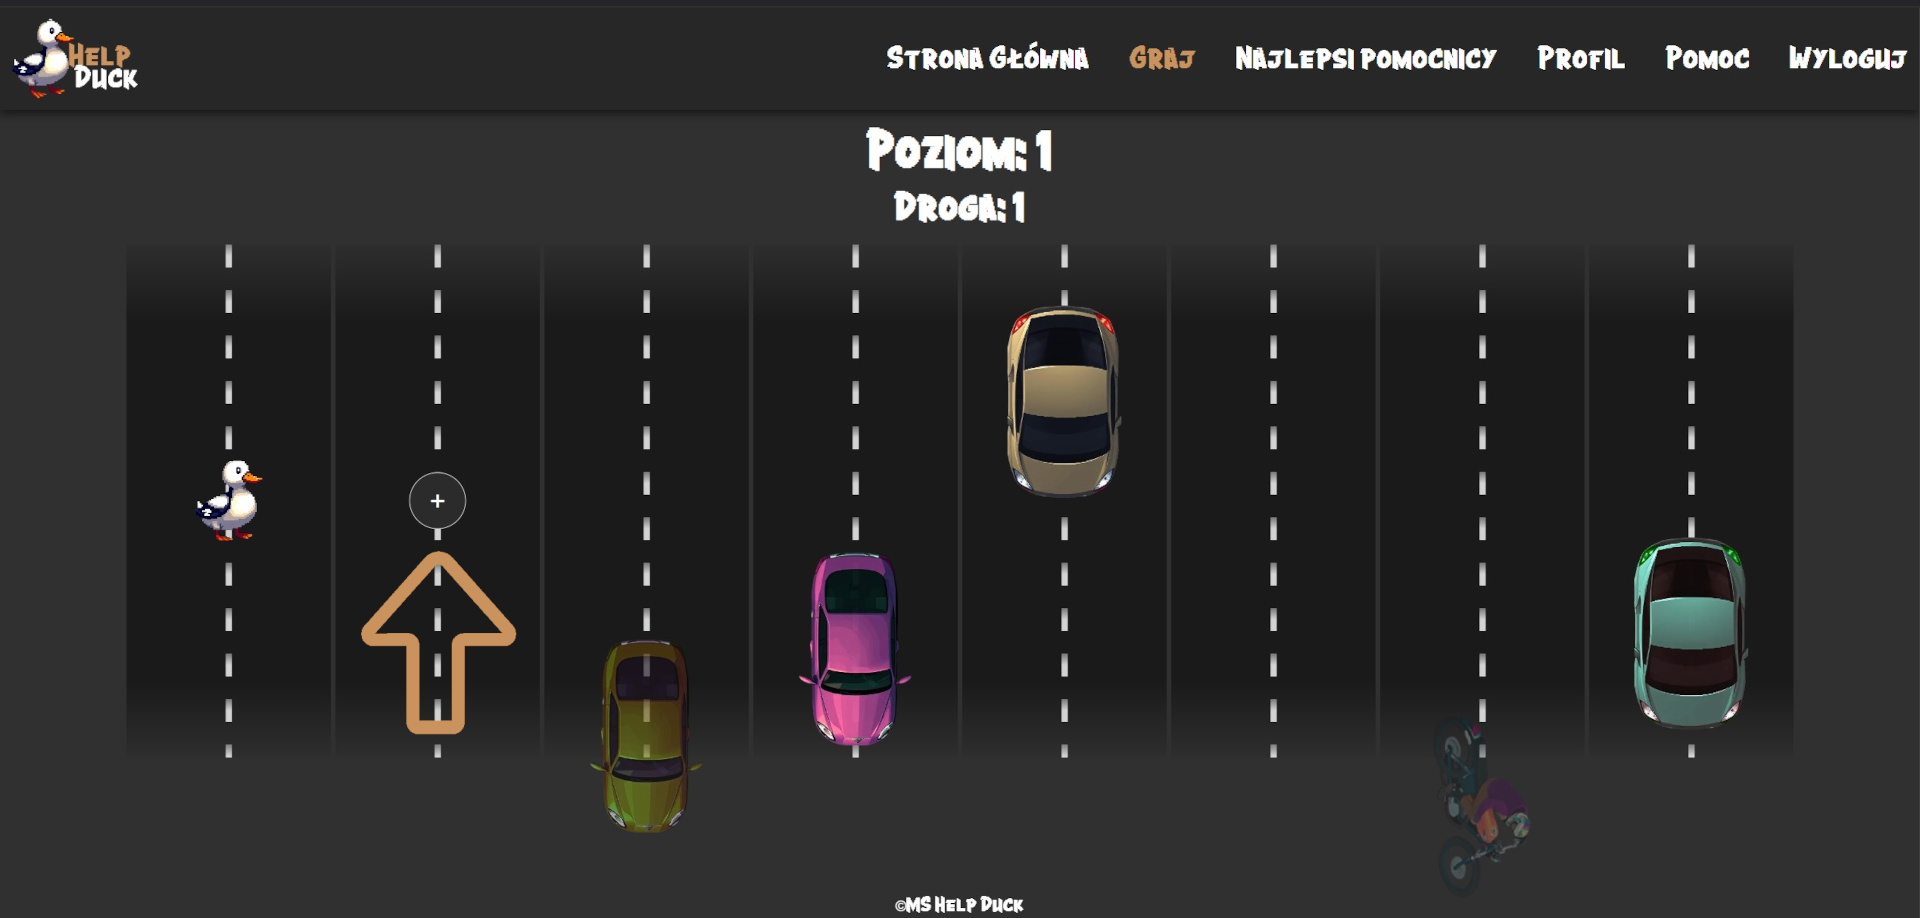 Help
Duck
Strona Główna Graj Najlepsi pomocnicy Profil Pomoc Wyloguj
Poziom: 1
Droga: 1
+
©MS Help Duck